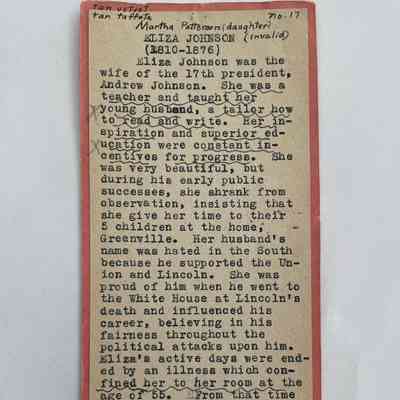 tan velvet
tan taffeta
no. 17
Martha Patterson (daughter)
ELIZA JOHNSON (invalid)
(1810-1876)
Eliza Johnson was the
wife of the 17th president,
Andrew Johnson. She was a
teacher and taught her
young husband, a tailor how
to read and write. Her in-
spiration and superior ed-
ucation were constant in-
centives for progress. She
was very beautiful, but
during his early public
successes, she shrank from
observation, insisting that
she give her time to their
5 children at the home,
Greenville. Her husband's
name was hated in the South
because he supported the Un-
ion and Lincoln. She was
proud of him when he went to
the White House at Lincoln's
death and influenced his
career, believing in his
fairness throughout the
political attacks upon him.
Eliza's active days were end-
ed by an illness which con-
fined her to her room at the
age of 55. From that time